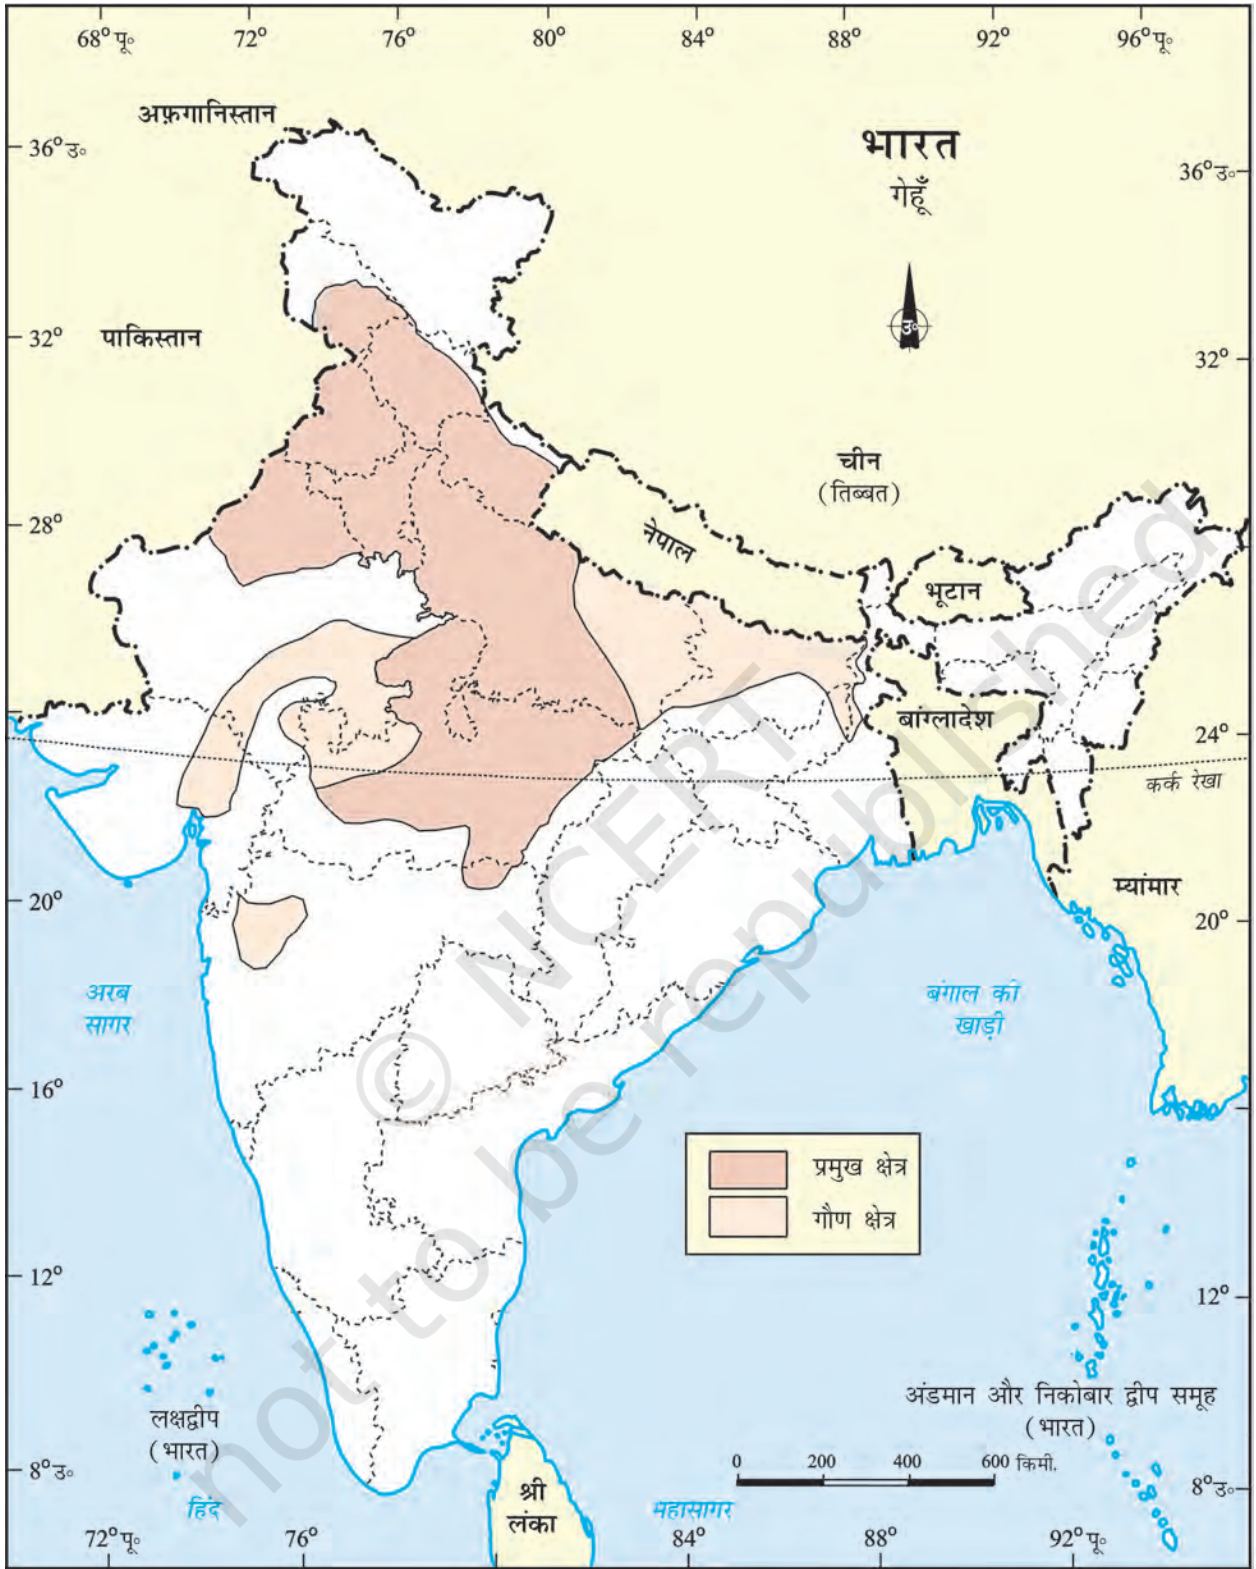 68° पू॰ 72° 76° 80° 84° 88° 92° 96° पू॰
अफ़गानिस्तान
भारत
गेहूँ
36° उ॰
36° उ॰
उ॰
पाकिस्तान
32°
32°
चीन
(तिब्बत)
28°
28°
नेपाल
भूटान
बांग्लादेश
24°
कर्क रेखा
म्यांमार
20°
20°
अरब
सागर
बंगाल की
खाड़ी
16°
प्रमुख क्षेत्र
गौण क्षेत्र
12°
12°
अंडमान और निकोबार द्वीप समूह
(भारत)
लक्षद्वीप
(भारत)
0 200 400 600 किमी.
8° उ॰
8° उ॰
श्री
लंका
हिंद
महासागर
72° पू॰ 76° 84° 88° 92° पू॰
© NCERT
not to be republished